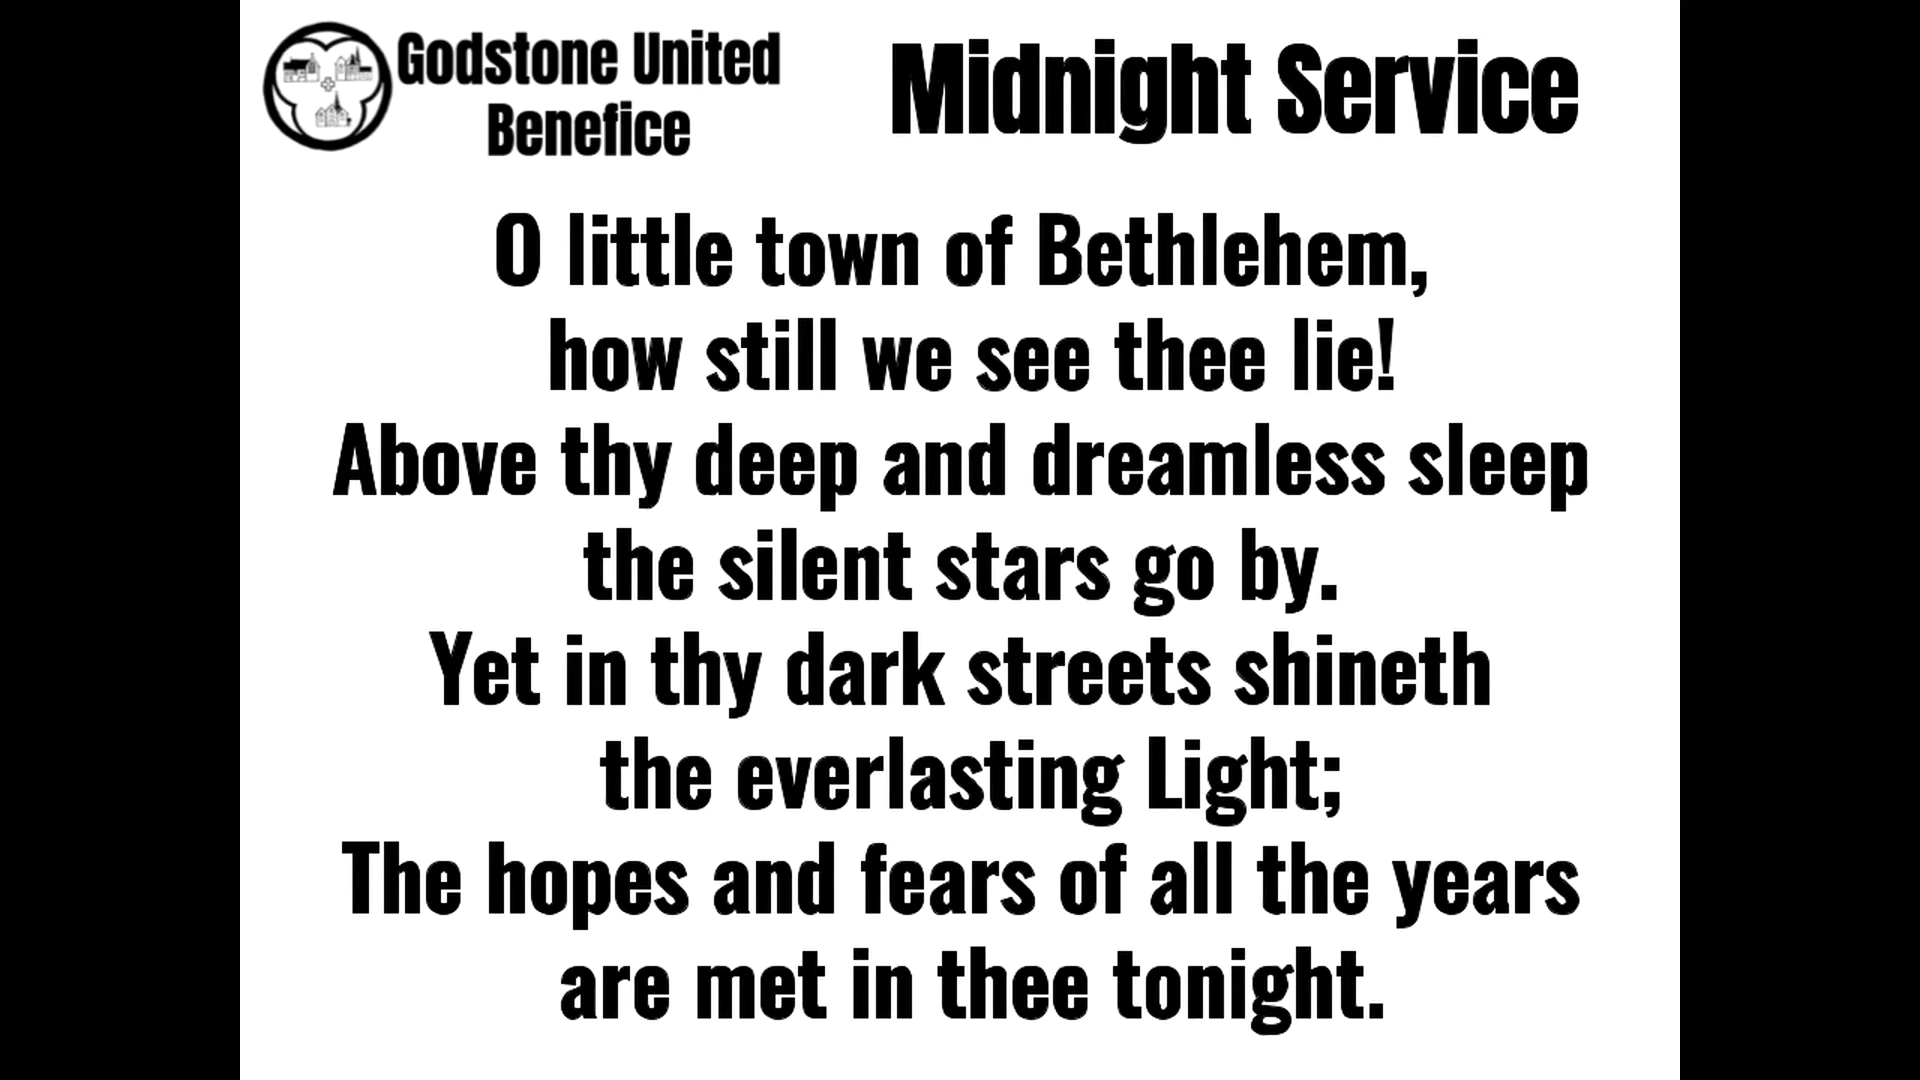 Godstone United
Benefice
Midnight Service
O little town of Bethlehem,
how still we see thee lie!
Above thy deep and dreamless sleep
the silent stars go by.
Yet in thy dark streets shineth
the everlasting Light;
The hopes and fears of all the years
are met in thee tonight.